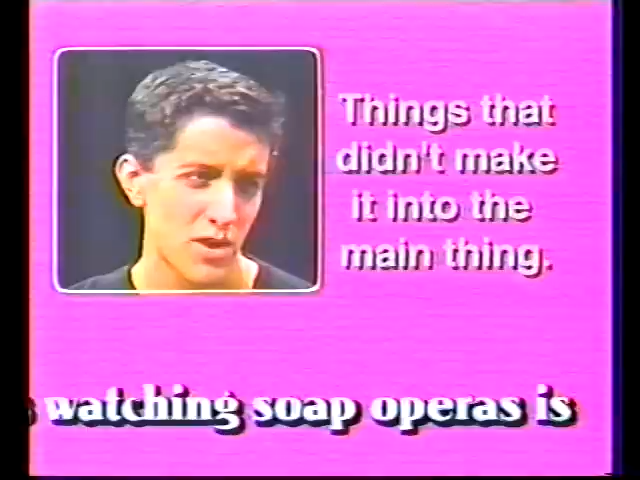 Things that
didn't make
it into the
main thing.
watching soap operas is